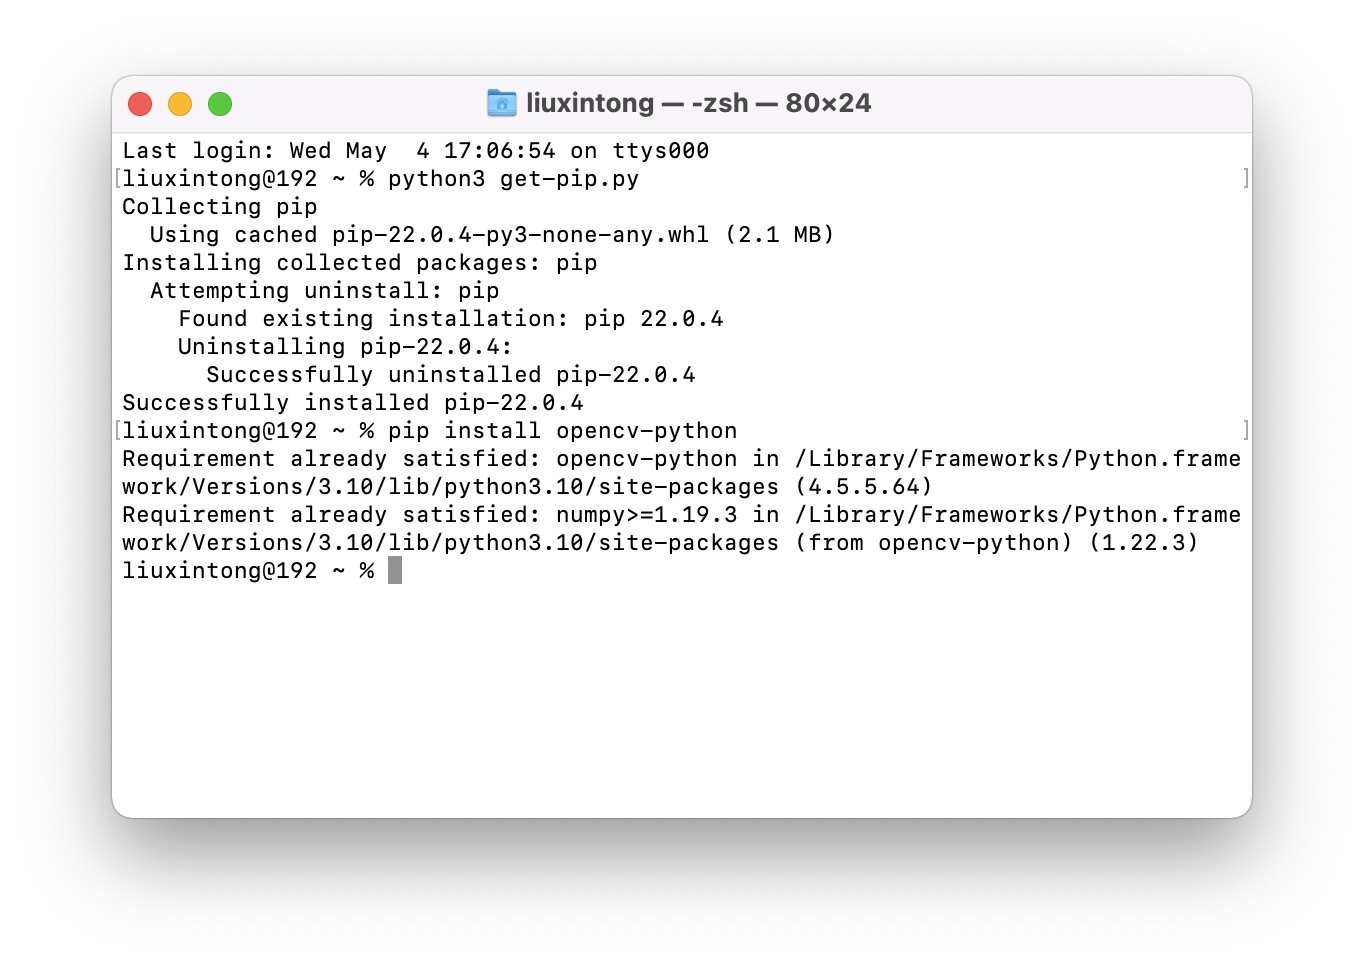 liuxintong — -zsh — 80×24
Last login: Wed May  4 17:06:54 on ttys000
[liuxintong@192 ~ % python3 get-pip.py ]
Collecting pip
  Using cached pip-22.0.4-py3-none-any.whl (2.1 MB)
Installing collected packages: pip
  Attempting uninstall: pip
    Found existing installation: pip 22.0.4
    Uninstalling pip-22.0.4:
      Successfully uninstalled pip-22.0.4
Successfully installed pip-22.0.4
[liuxintong@192 ~ % pip install opencv-python ]
Requirement already satisfied: opencv-python in /Library/Frameworks/Python.frame
work/Versions/3.10/lib/python3.10/site-packages (4.5.5.64)
Requirement already satisfied: numpy>=1.19.3 in /Library/Frameworks/Python.frame
work/Versions/3.10/lib/python3.10/site-packages (from opencv-python) (1.22.3)
liuxintong@192 ~ %